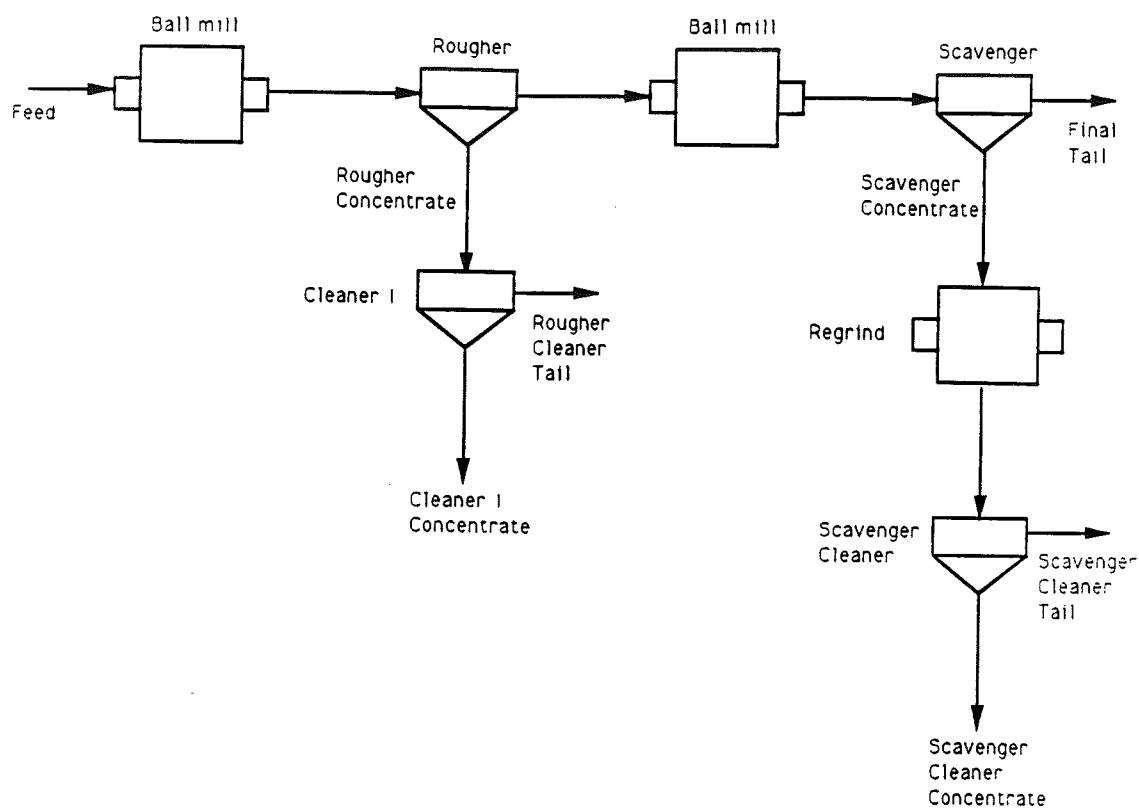 Ball mill
Rougher
Ball mill
Scavenger
Feed
Final
Tail
Rougher
Concentrate
Scavenger
Concentrate
Cleaner 1
Rougher
Cleaner
Tail
Regrind
Cleaner 1
Concentrate
Scavenger
Cleaner
Scavenger
Cleaner
Tail
Scavenger
Cleaner
Concentrate